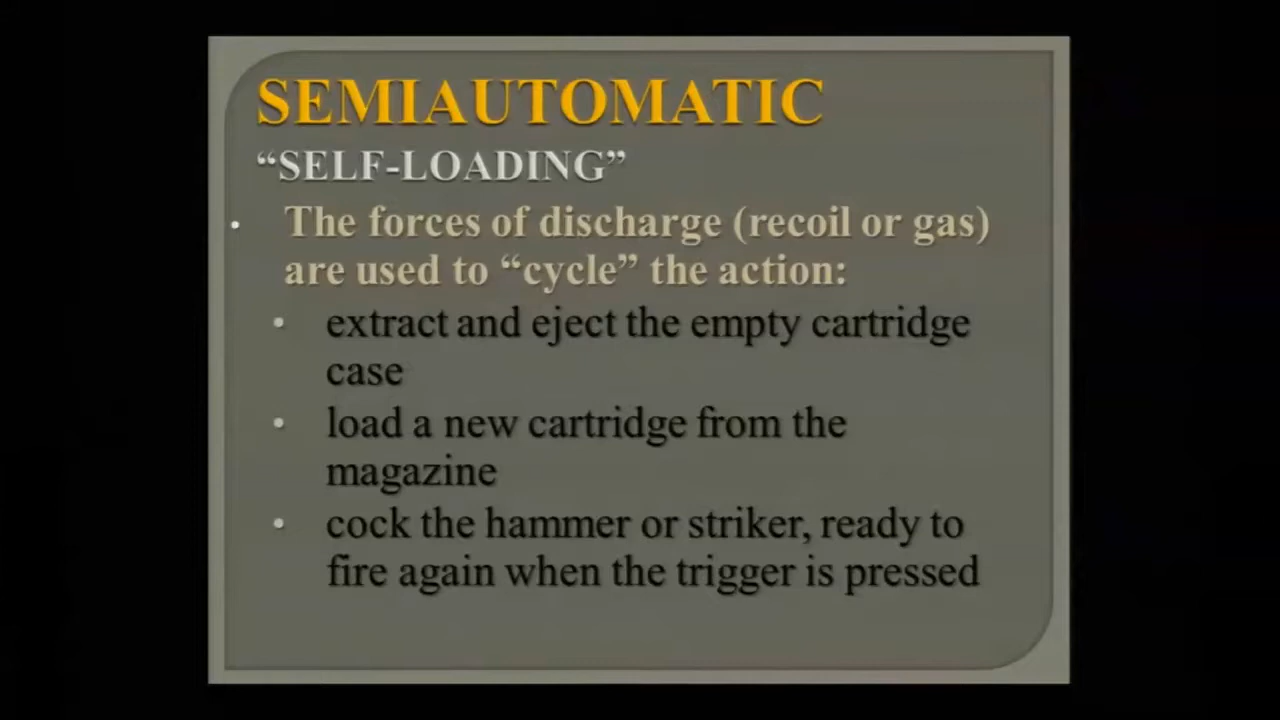 SEMIAUTOMATIC
“SELF-LOADING”
• The forces of discharge (recoil or gas)
are used to “cycle” the action:
• extract and eject the empty cartridge
case
• load a new cartridge from the
magazine
• cock the hammer or striker, ready to
fire again when the trigger is pressed